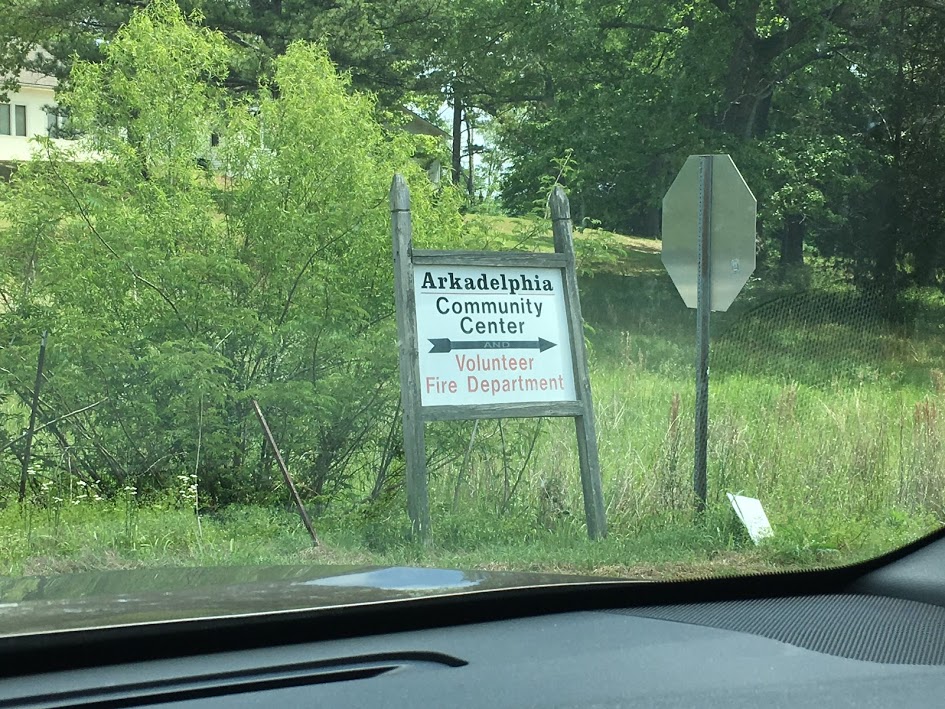 Arkadelphia
Community
Center
AND
Volunteer
Fire Department